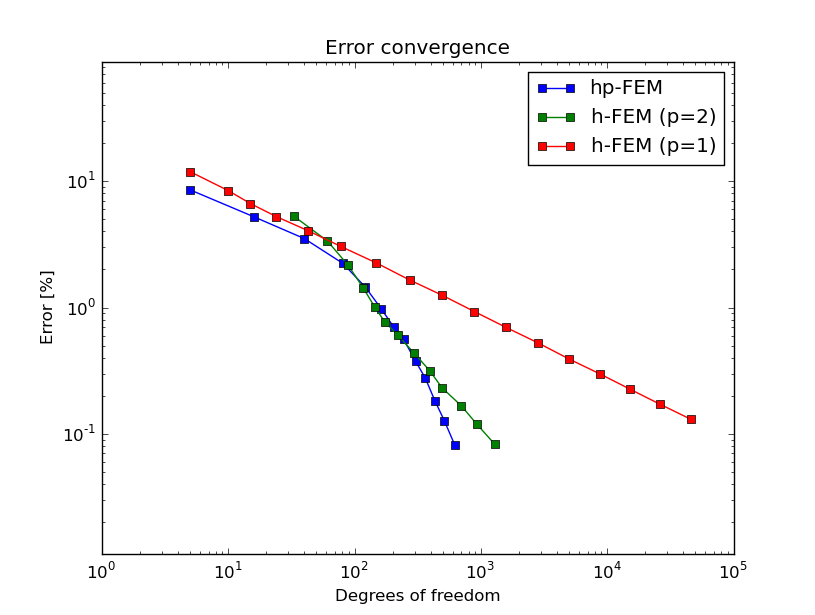 Error convergence
hp-FEM
h-FEM (p=2)
h-FEM (p=1)
Error [%]
10¹
10⁰
10⁻¹
10⁰ 10¹ 10² 10³ 10⁴ 10⁵
Degrees of freedom